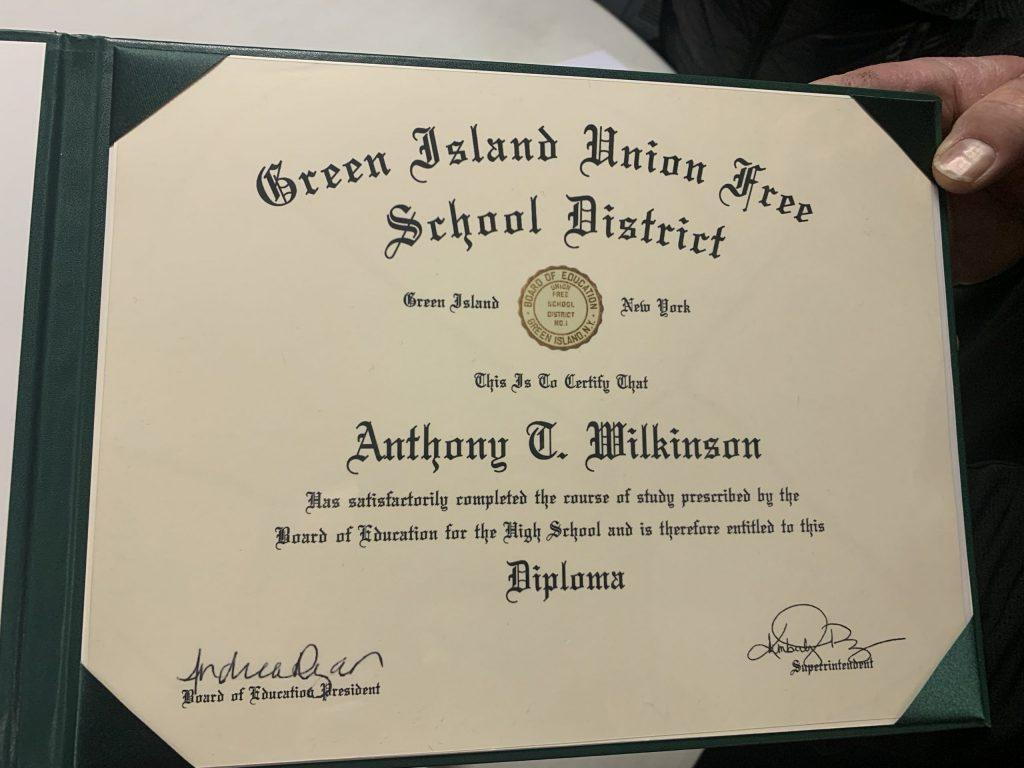 Green Island Union Free
School District
Green Island
BOARD OF EDUCATION
UNION
FREE
SCHOOL
DISTRICT
NO. 1
GREEN ISLAND, N.Y.
New York
This Is To Certify That
Anthony T. Wilkinson
Has satisfactorily completed the course of study prescribed by the
Board of Education for the High School and is therefore entitled to this
Diploma
Board of Education President
Superintendent